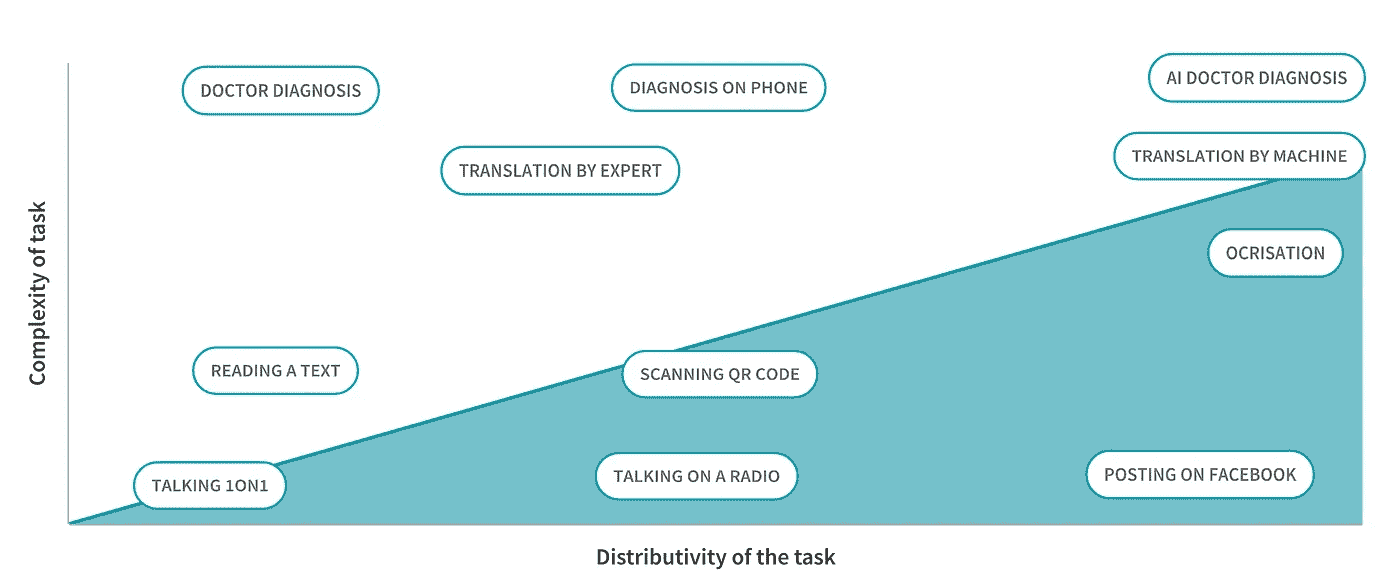 DOCTOR DIAGNOSIS
DIAGNOSIS ON PHONE
AI DOCTOR DIAGNOSIS
TRANSLATION BY EXPERT
TRANSLATION BY MACHINE
OCRISATION
READING A TEXT
SCANNING QR CODE
TALKING 1ON1
TALKING ON A RADIO
POSTING ON FACEBOOK
Complexity of task
Distributivity of the task